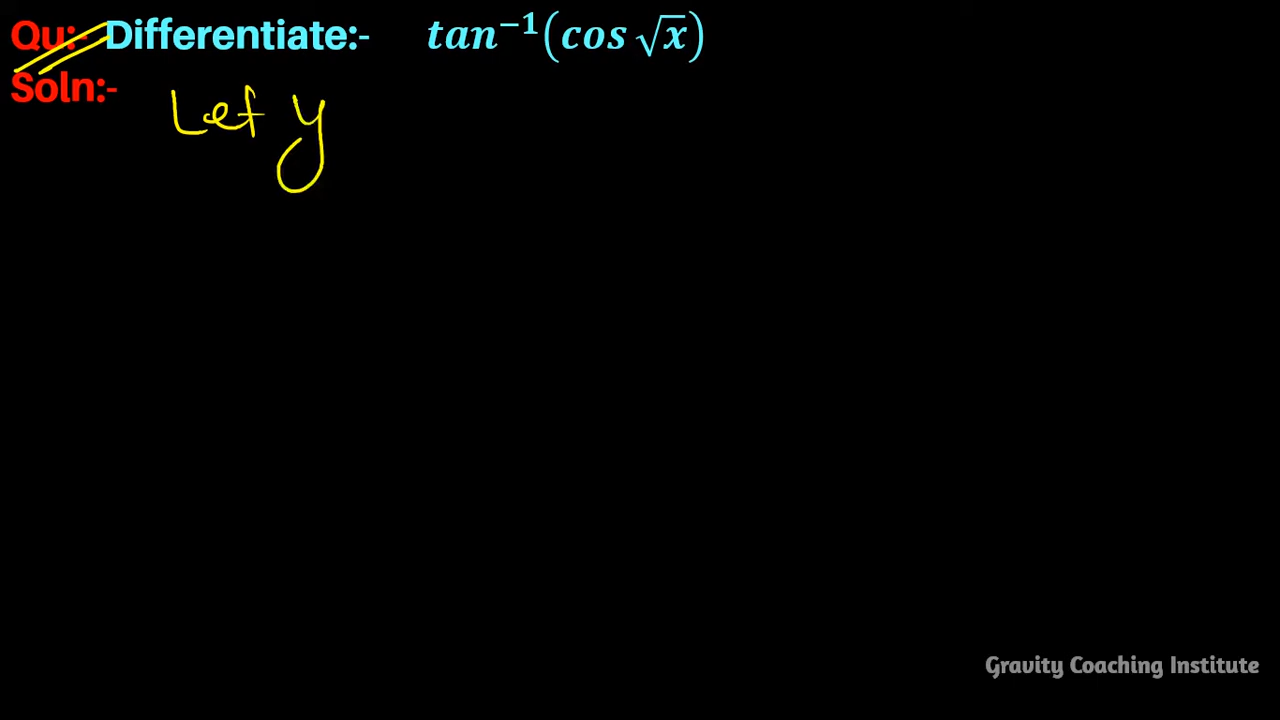 Qu:- Differentiate:- tan⁻¹(cos √x)
Soln:- Let y
Gravity Coaching Institute